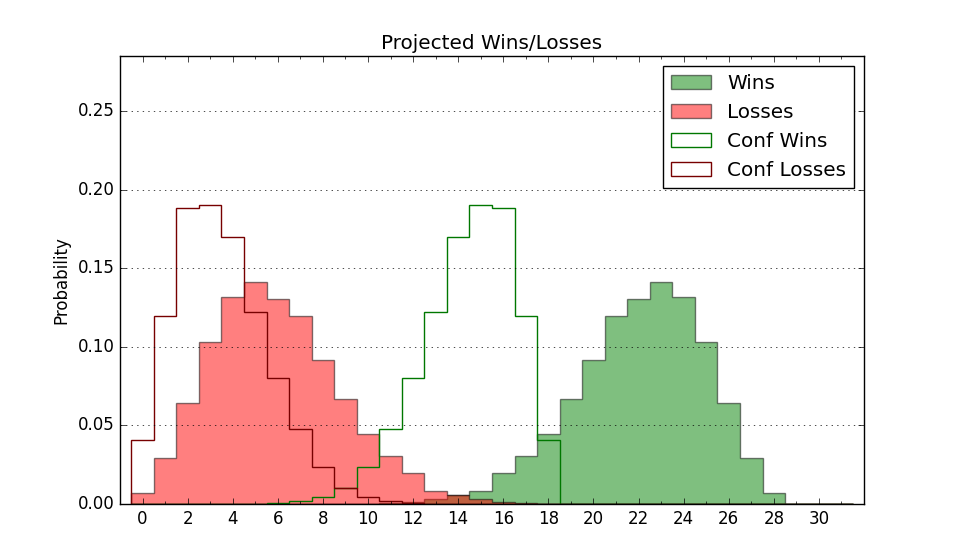 Projected Wins/Losses
Wins
Losses
Conf Wins
Conf Losses
Probability
0.25
0.20
0.15
0.10
0.05
0.00
0 2 4 6 8 10 12 14 16 18 20 22 24 26 28 30